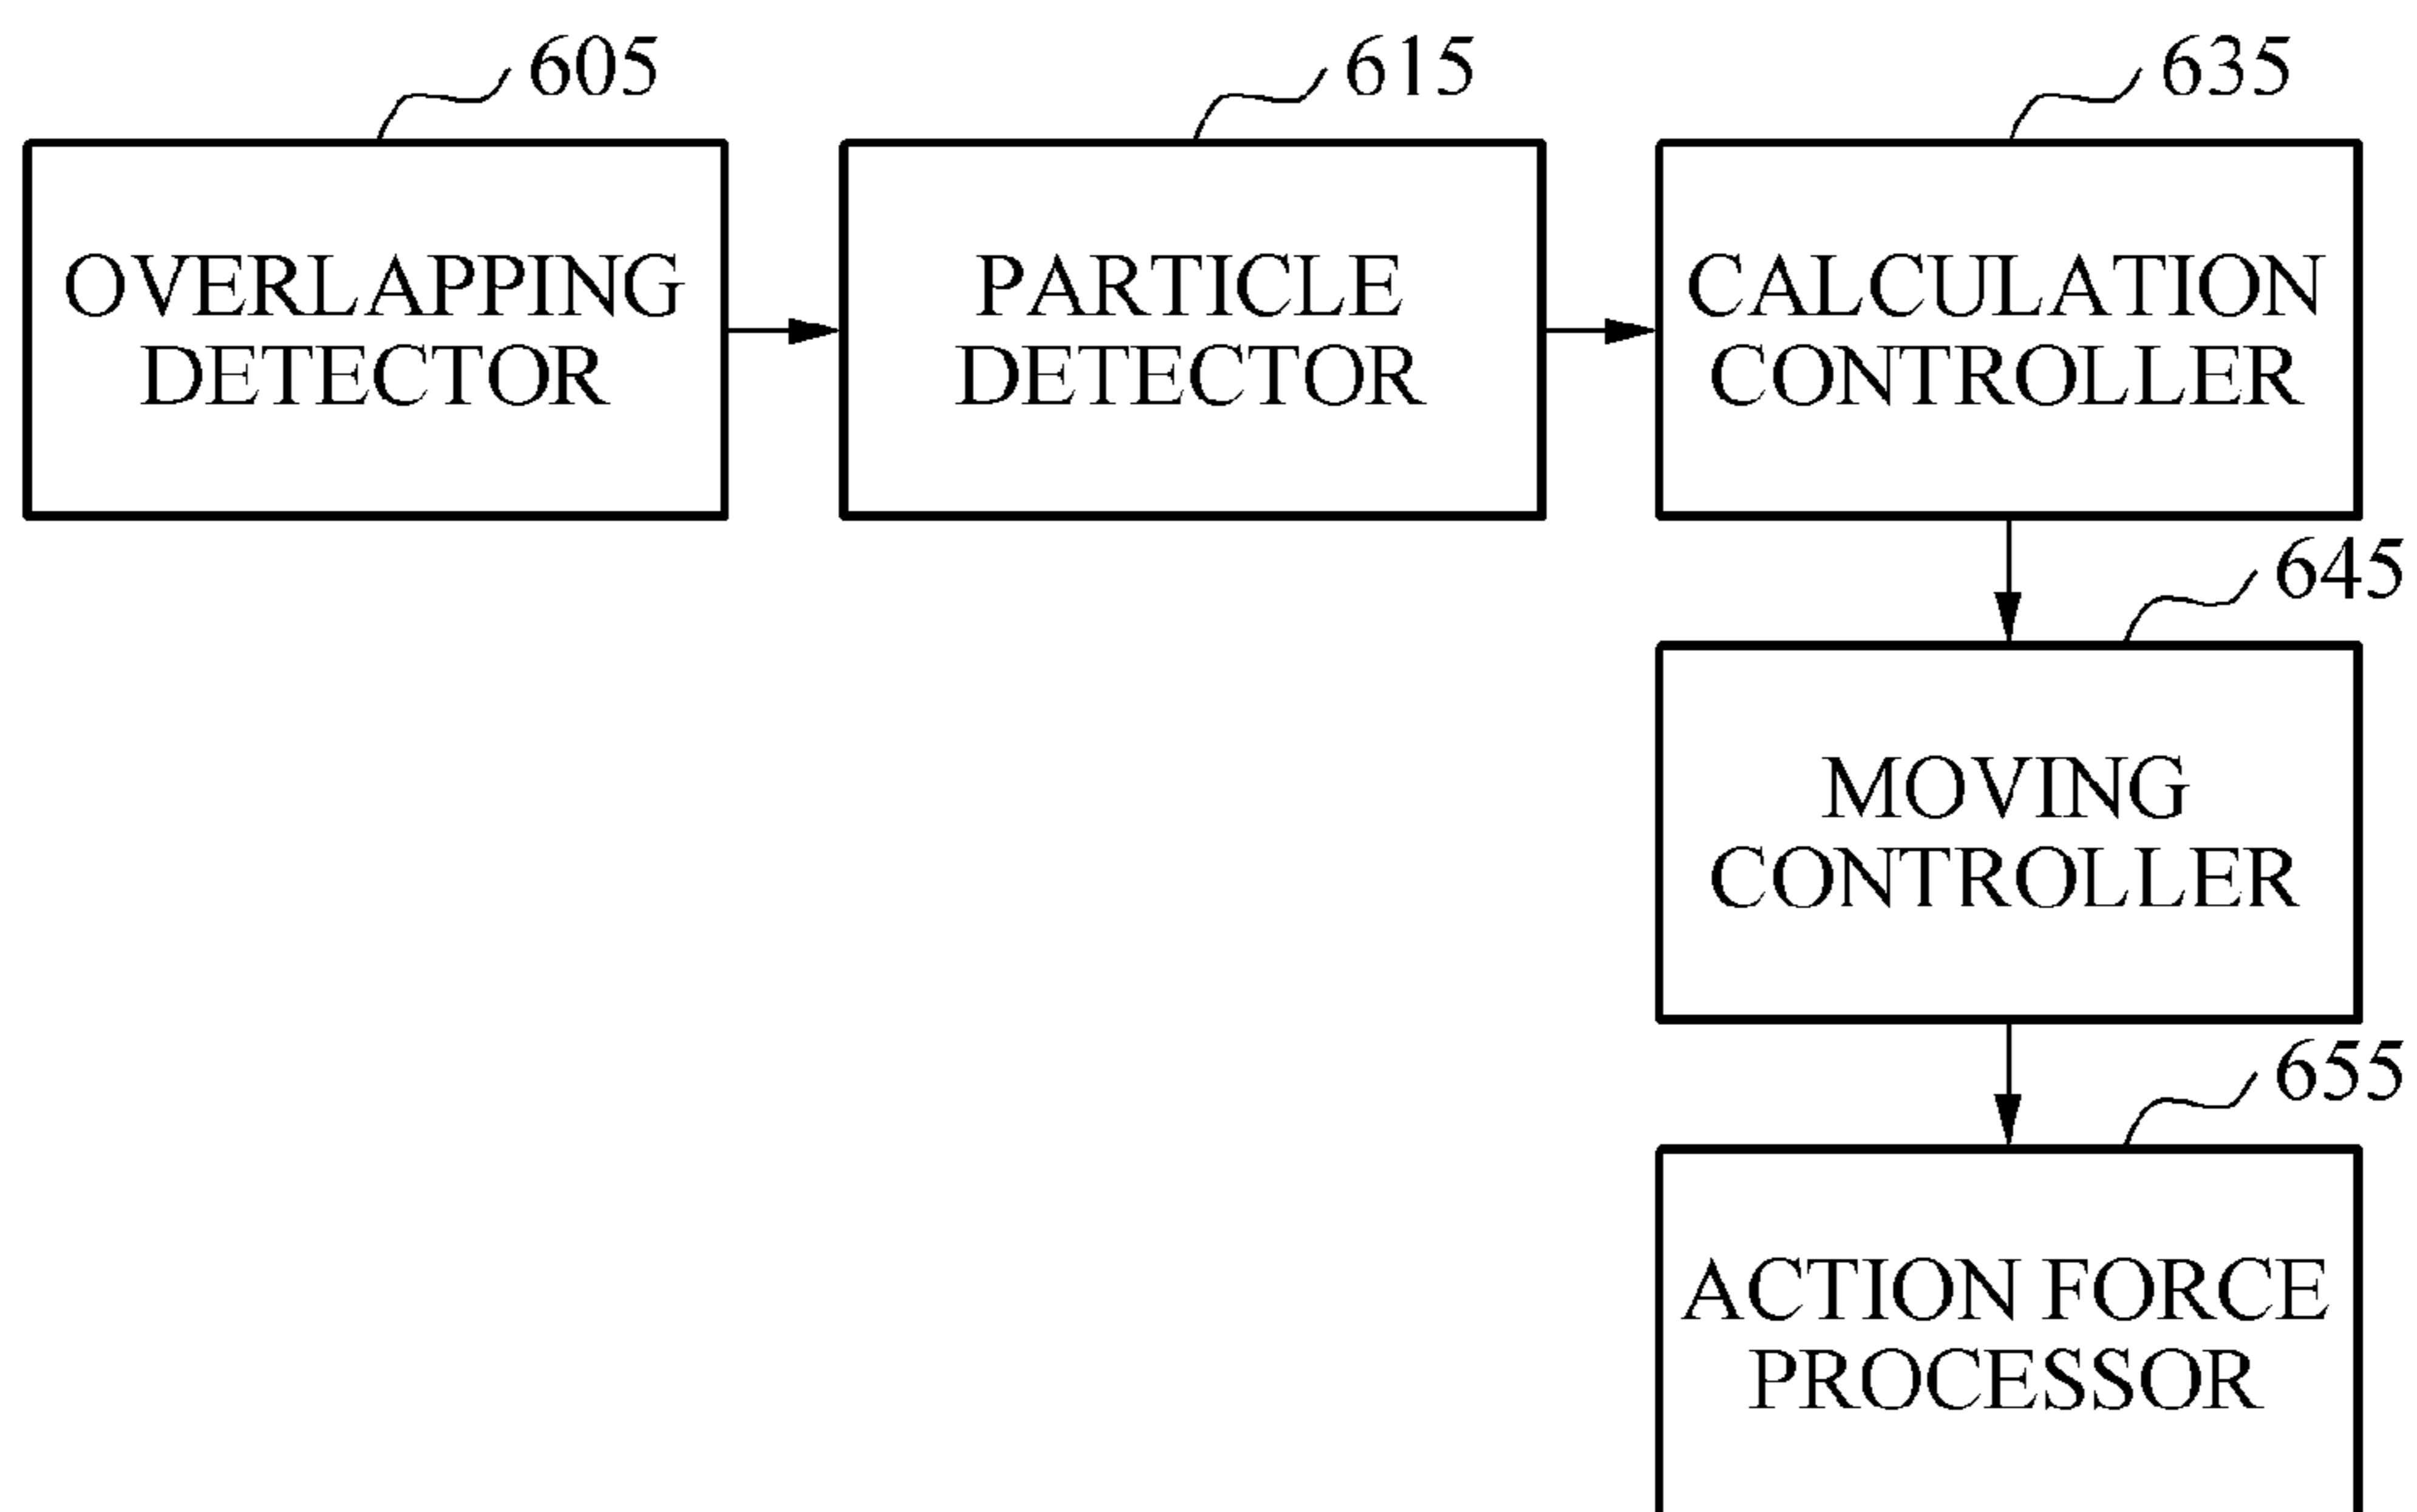 605
615
635
OVERLAPPING
DETECTOR
PARTICLE
DETECTOR
CALCULATION
CONTROLLER
645
MOVING
CONTROLLER
655
ACTION FORCE
PROCESSOR